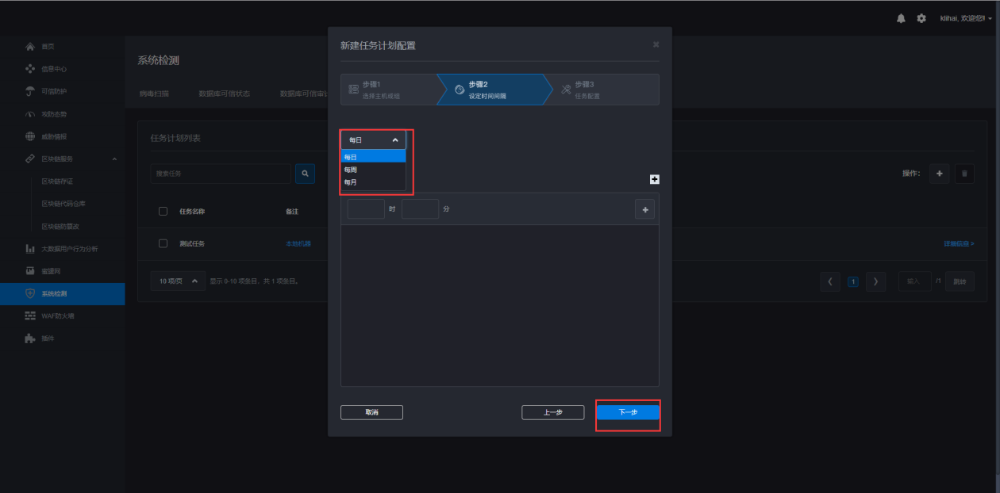 klihai, 欢迎您!
首页
信息中心
可信防护
攻防态势
威胁情报
区块链服务
区块链存证
区块链代码仓库
区块链防篡改
大数据用户行为分析
蜜罐网
系统检测
WAF防火墙
插件
系统检测
病毒扫描 数据库可信状态 数据库可信审计
任务计划列表
搜索任务
操作：
任务名称 备注
测试任务 本地机器 详细信息 >
10 项/页 显示 0-10 项条目，共 1 项条目。 1 输入 /1 跳转
新建任务计划配置
步骤1
选择主机或组
步骤2
设定时间间隔
步骤3
任务配置
每日
每日
每周
每月
时 分
取消 上一步 下一步